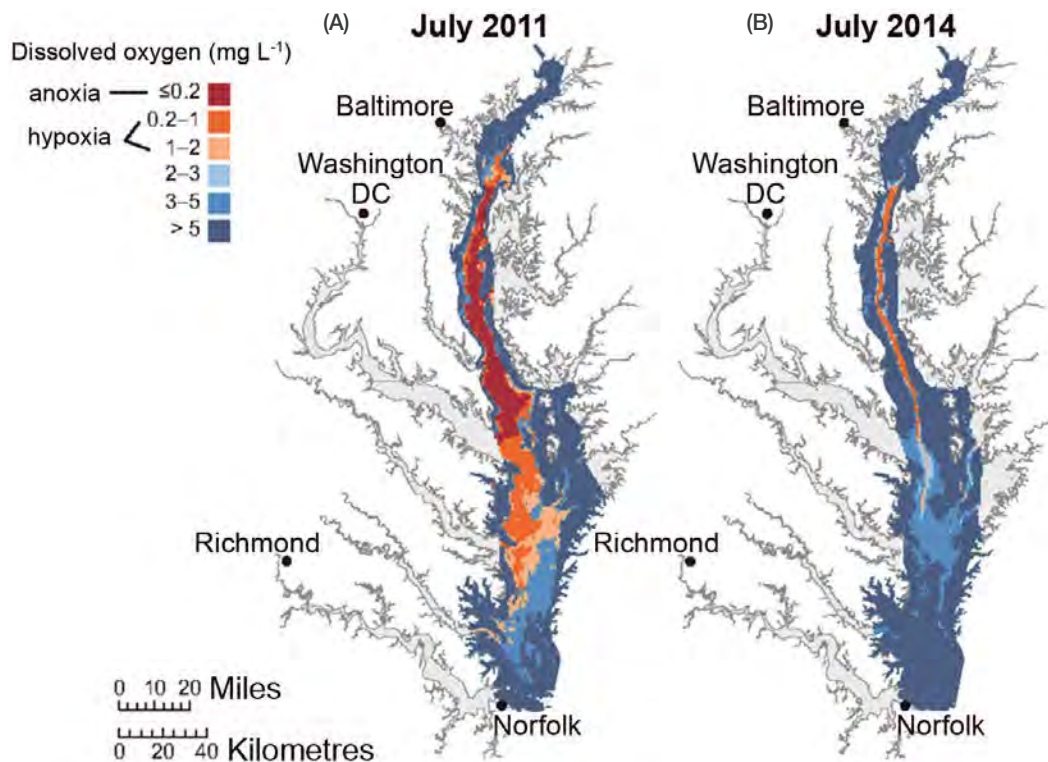 (A)
July 2011
(B)
July 2014
Dissolved oxygen (mg L⁻¹)
anoxia
≤0.2
hypoxia
0.2–1
1–2
2–3
3–5
> 5
Baltimore
Washington
DC
Richmond
Norfolk
Baltimore
Washington
DC
Richmond
Norfolk
0 10 20 Miles
0 20 40 Kilometres